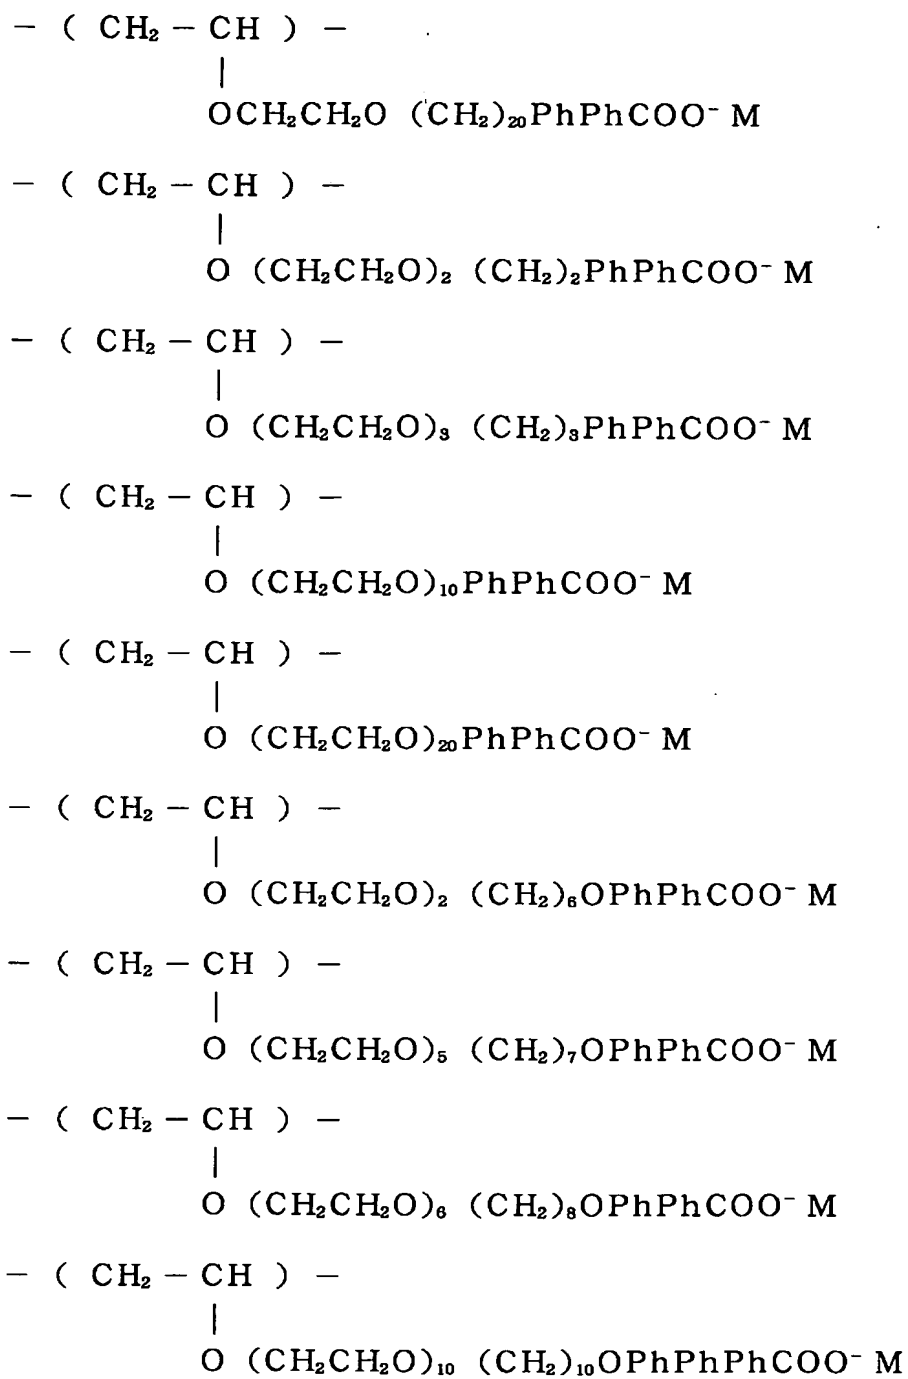 — ( CH₂ — CH ) —
|
OCH₂CH₂O (CH₂)₂₀PhPhCOO⁻ M
— ( CH₂ — CH ) —
|
O (CH₂CH₂O)₂ (CH₂)₂PhPhCOO⁻ M
— ( CH₂ — CH ) —
|
O (CH₂CH₂O)₃ (CH₂)₃PhPhCOO⁻ M
— ( CH₂ — CH ) —
|
O (CH₂CH₂O)₁₀PhPhCOO⁻ M
— ( CH₂ — CH ) —
|
O (CH₂CH₂O)₂₀PhPhCOO⁻ M
— ( CH₂ — CH ) —
|
O (CH₂CH₂O)₂ (CH₂)₆OPhPhCOO⁻ M
— ( CH₂ — CH ) —
|
O (CH₂CH₂O)₅ (CH₂)₇OPhPhCOO⁻ M
— ( CH₂ — CH ) —
|
O (CH₂CH₂O)₆ (CH₂)₈OPhPhCOO⁻ M
— ( CH₂ — CH ) —
|
O (CH₂CH₂O)₁₀ (CH₂)₁₀OPhPhPhCOO⁻ M